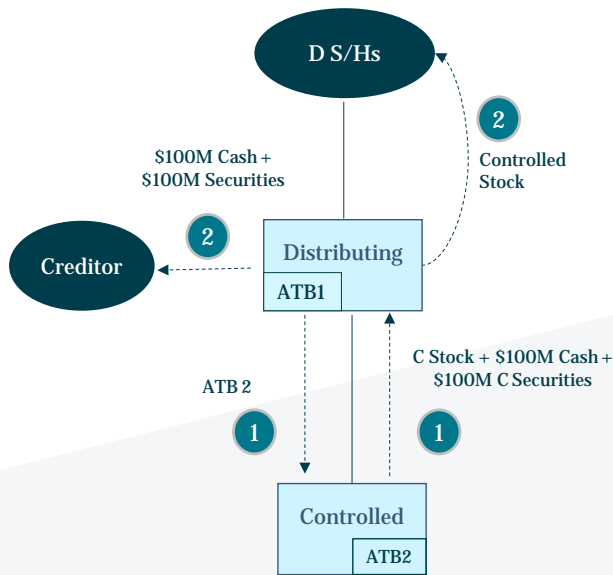 D S/Hs
2
$100M Cash +
$100M Securities
Controlled
Stock
2
Creditor
Distributing
ATB1
C Stock + $100M Cash +
$100M C Securities
ATB 2
1
1
Controlled
ATB2